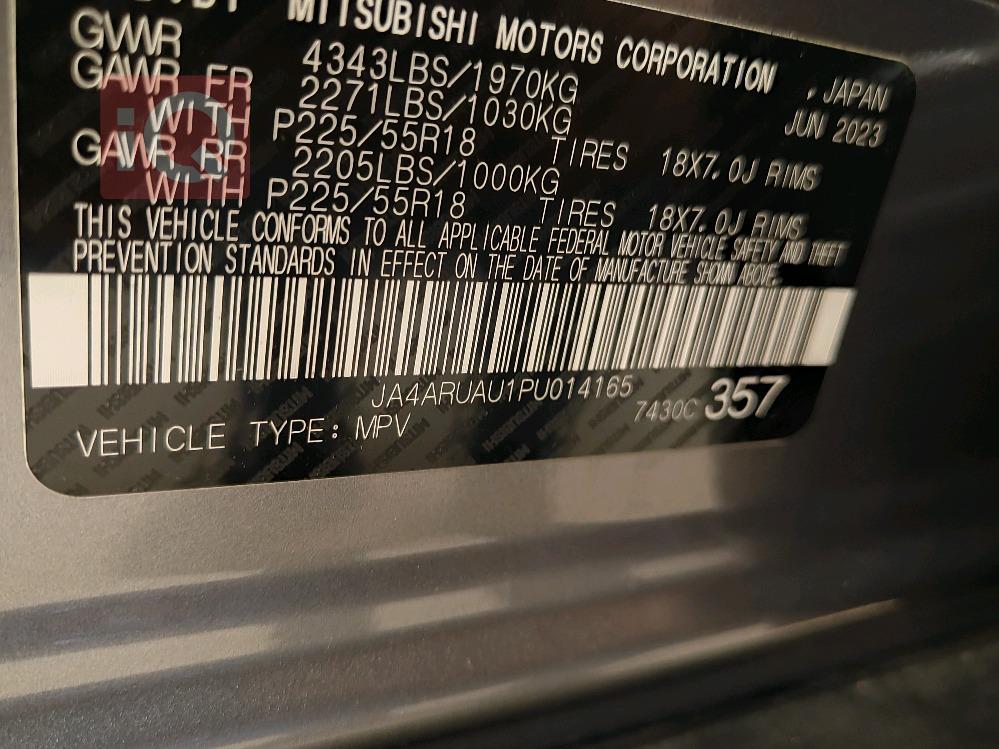 MITSUBISHI MOTORS CORPORATION , JAPAN
GVWR 4343LBS/1970KG JUN 2023
GAWR FR 2271LBS/1030KG
WITH P225/55R18 TIRES 18X7.0J RIMS
GAWR RR 2205LBS/1000KG
WITH P225/55R18 TIRES 18X7.0J RIMS
THIS VEHICLE CONFORMS TO ALL APPLICABLE FEDERAL MOTOR VEHICLE SAFETY AND THEFT
PREVENTION STANDARDS IN EFFECT ON THE DATE OF MANUFACTURE SHOWN ABOVE.
JA4ARUAU1PU014165
7430C 357
VEHICLE TYPE: MPV
iQ